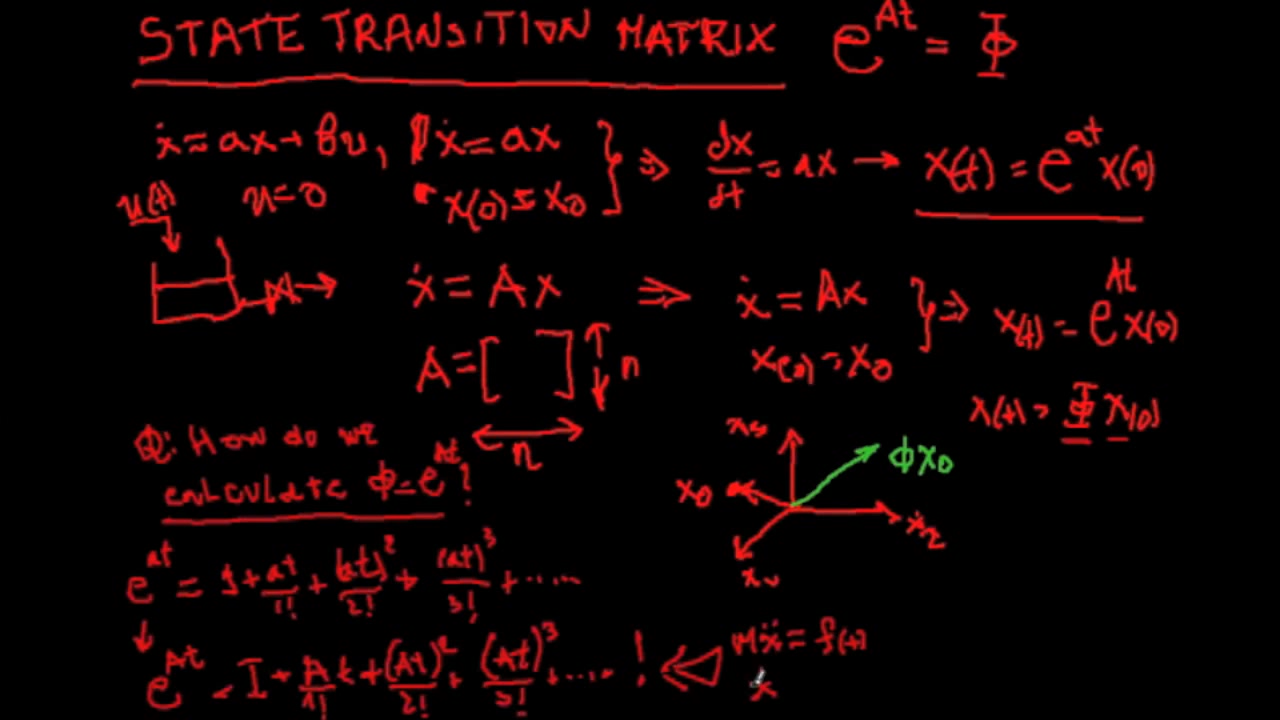 STATE TRANSITION MATRIX e^{At} = Φ
ẋ = ax + bu, ẋ = ax } ⇒ dx/dt = ax → x(t) = e^{at} x(0)
u(t) u=0 x(0) = x0
ẋ = Ax ⇒ ẋ = Ax } ⇒ x(t) = e^{At} x(0)
A = [ ] n x(0) = x0
x(t) = Φ x(0)
Q: How do we n
calculate φ = e^{At}?
φx0
x0
e^{at} = 1 + at/1! + (at)^2/2! + (at)^3/3! + .....
e^{At} = I + A/1! t + (At)^2/2! + (At)^3/3! + ..... ! Mẍ = f(t)
x